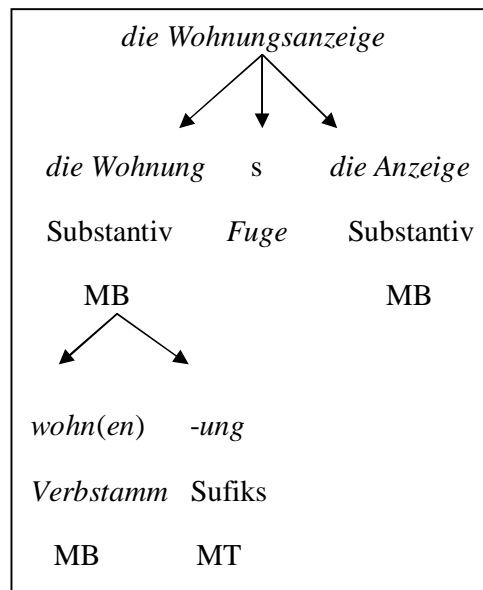 die Wohnungsanzeige
die Wohnung s die Anzeige
Substantiv Fuge Substantiv
MB MB
wohn(en) -ung
Verbstamm Sufiks
MB MT